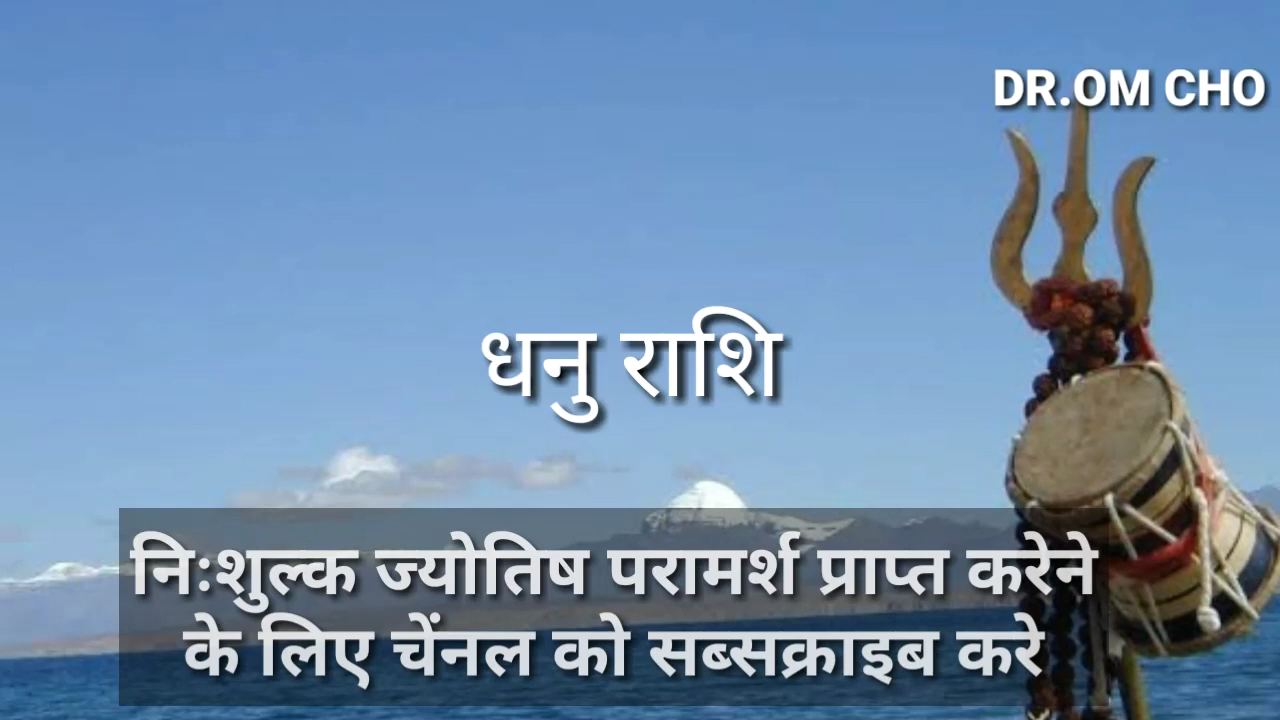 DR.OM CHO
धनु राशि
निःशुल्क ज्योतिष परामर्श प्राप्त करेने
के लिए चेंनल को सब्सक्राइब करे